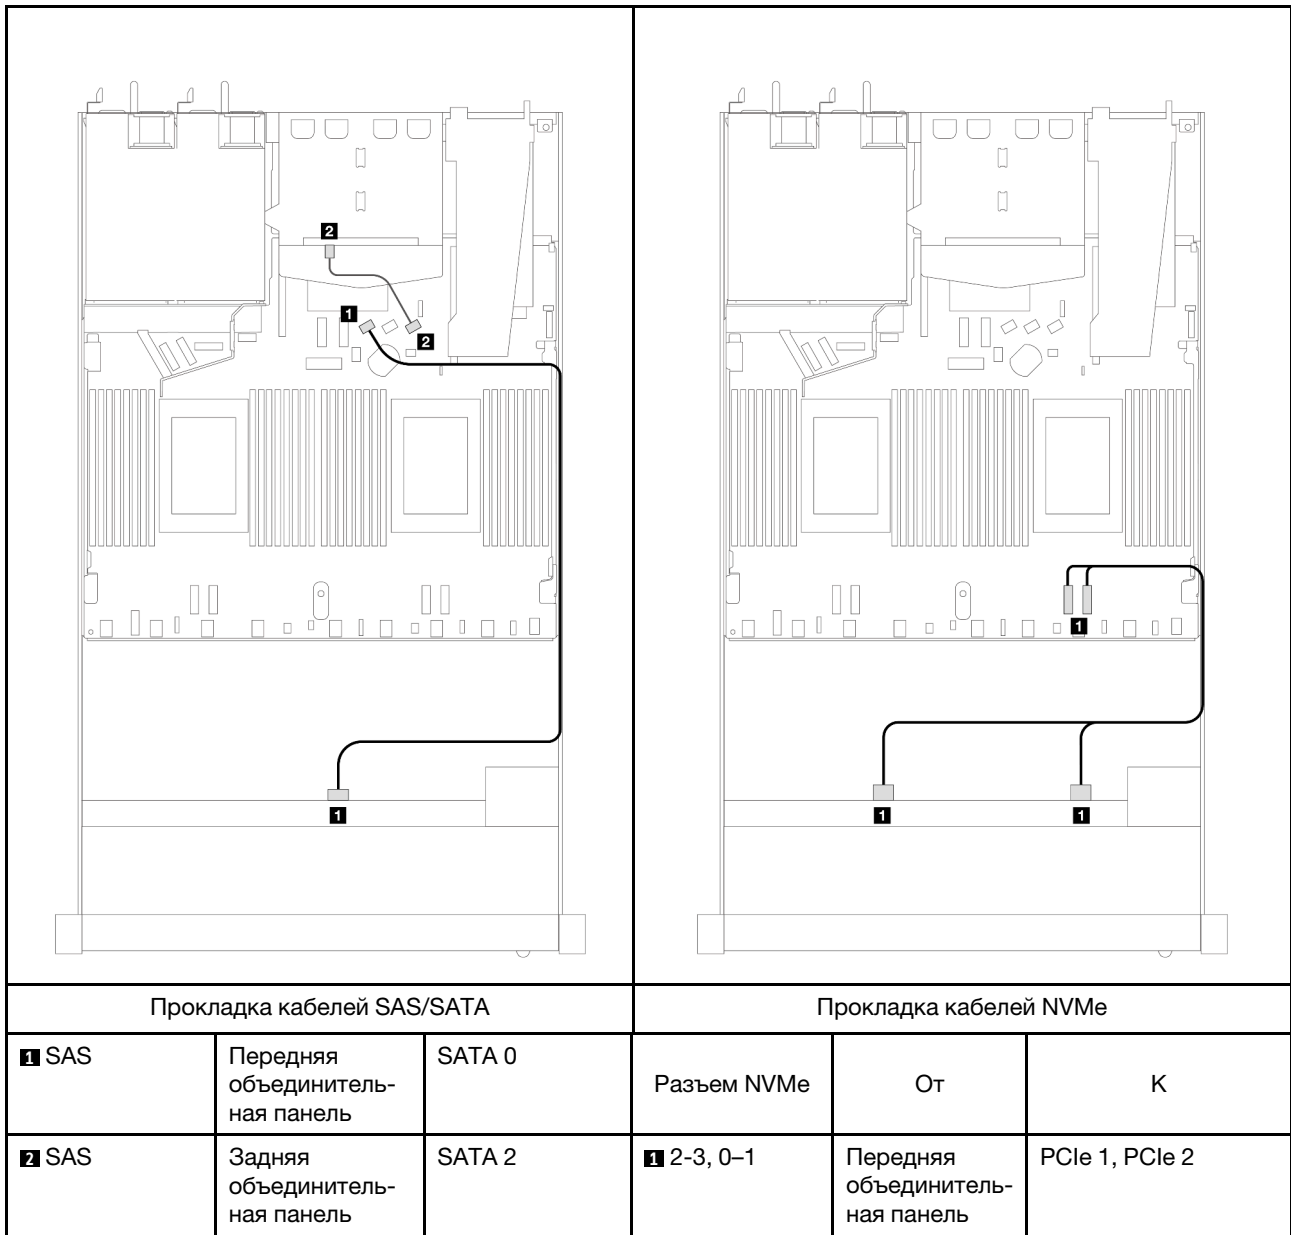 2
1
2
1
1
1
1
Прокладка кабелей SAS/SATA
Прокладка кабелей NVMe
1 SAS
Передняя
объединитель-
ная панель
SATA 0
Разъем NVMe
От
К
2 SAS
Задняя
объединитель-
ная панель
SATA 2
1 2-3, 0–1
Передняя
объединитель-
ная панель
PCIe 1, PCIe 2